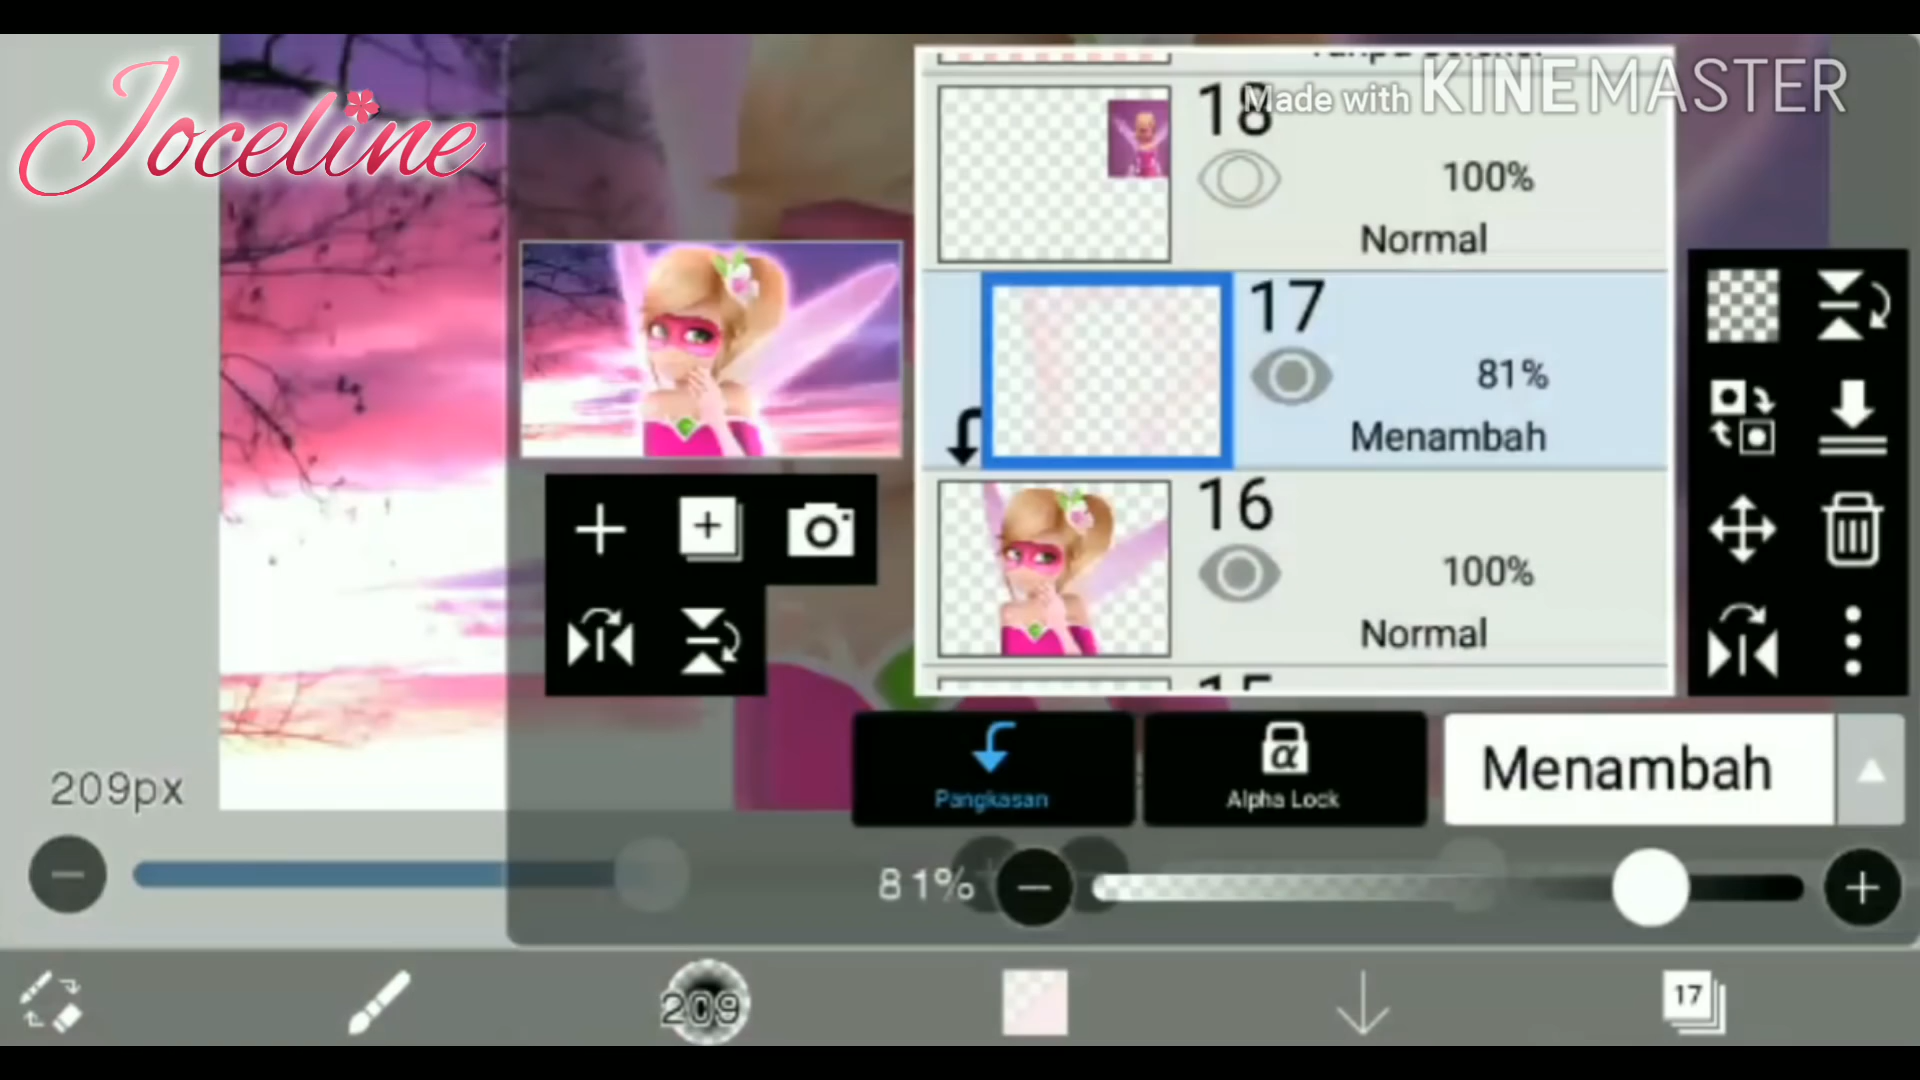 Joceline
Made with KINEMASTER
18
100%
Normal
17
81%
Menambah
16
100%
Normal
209px
Pangkasan
α
Alpha Lock
Menambah
81%
209
17